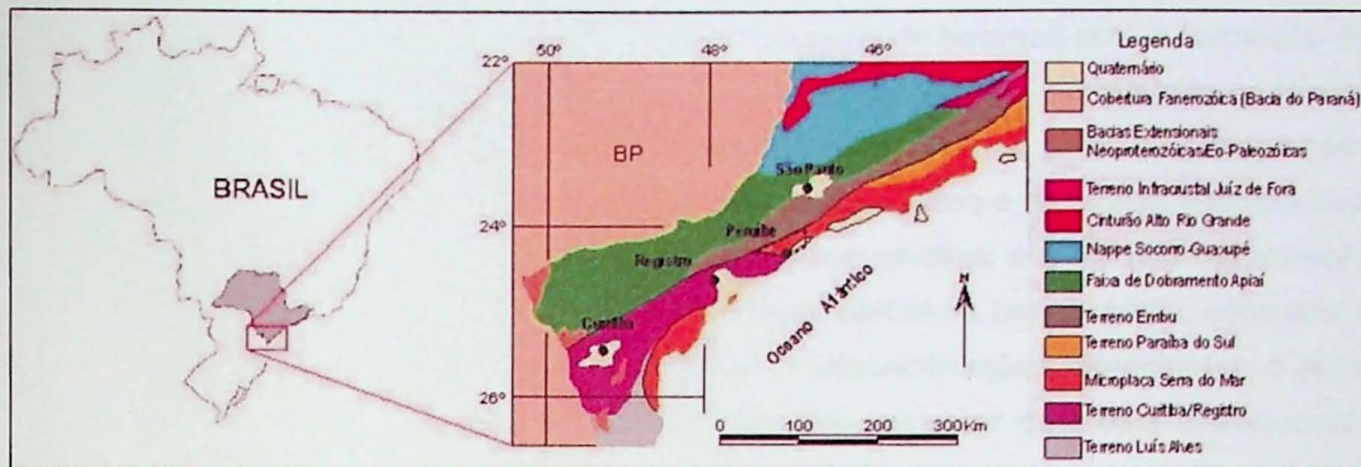 BRASIL
50°
48°
46°
22°
24°
26°
BP
São Paulo
Peruíbe
Registro
Curitiba
Oceano Atlântico
N
0 100 200 300 Km
Legenda
Quaternário
Cobertura Fanerozóica (Bacia do Paraná)
Bacias Extensionais
Neoproterozóicas/Eo-Paleozóicas
Terreno Infracrustal Juíz de Fora
Cinturão Alto Rio Grande
Nappe Socorro-Guaxupé
Faixa de Dobramento Apiaí
Terreno Embu
Terreno Paraíba do Sul
Microplaca Serra do Mar
Terreno Curitiba/Registro
Terreno Luís Alves